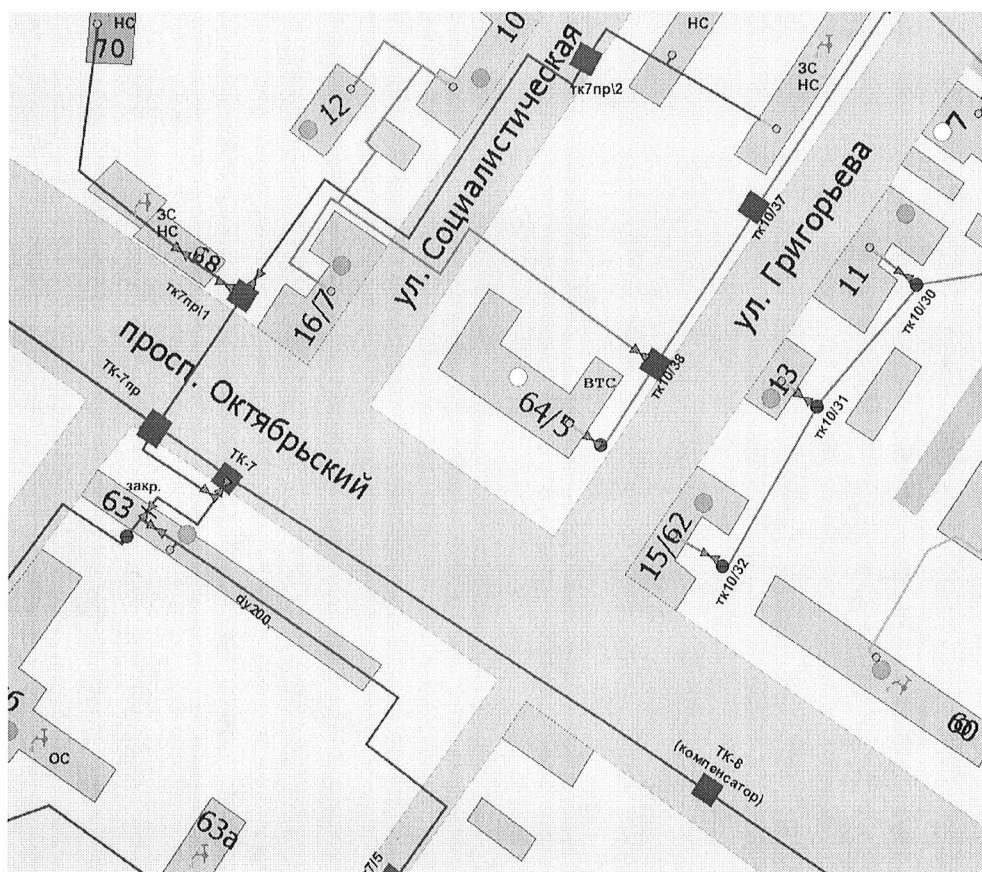 НС
70
10
НС
12
тк7пр\2
ЗС
НС
7
ул. Социалистическая
ЗС
НС
68
тк10/37
ул. Григорьева
11
тк7пр\1
16/7
тк10/30
просп. Октябрьский
ТК-7пр
тк10/38
ВТС
64/5
13
тк10/31
ТК-7
закр.
63
15/62
тк10/32
dy200,
60
ТК-8
(компенсатор)
ОС
63а
7/5